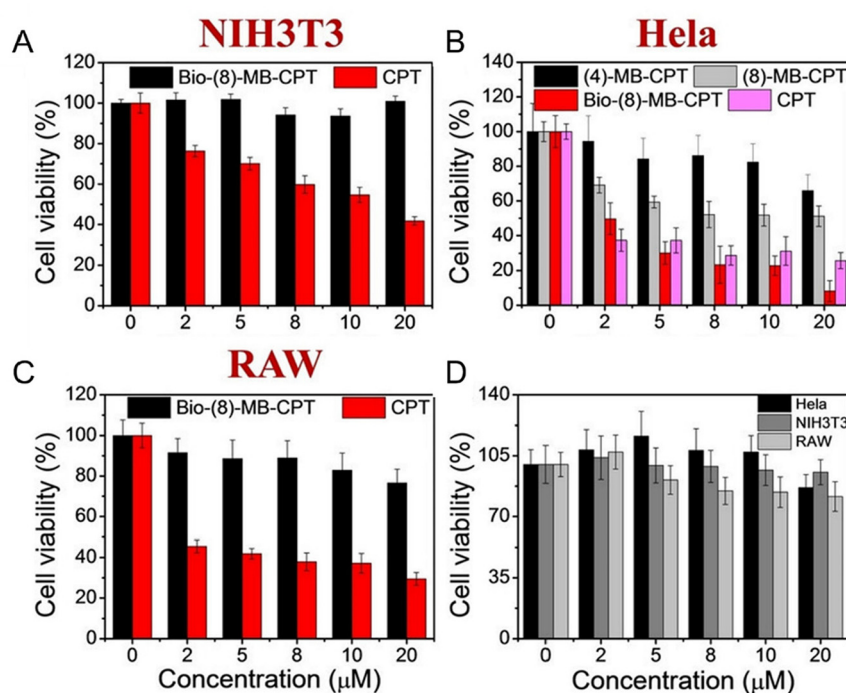 A
NIH3T3
Bio-(8)-MB-CPT CPT
Cell viability (%)
120
100
80
60
40
20
0
0 2 5 8 10 20
B
Hela
(4)-MB-CPT (8)-MB-CPT
Bio-(8)-MB-CPT CPT
Cell viability (%)
140
120
100
80
60
40
20
0
0 2 5 8 10 20
C
RAW
Bio-(8)-MB-CPT CPT
Cell viability (%)
120
100
80
60
40
20
0
0 2 5 8 10 20
Concentration (μM)
D
Hela
NIH3T3
RAW
Cell viability (%)
140
105
75
35
0
0 2 5 8 10 20
Concentration (μM)